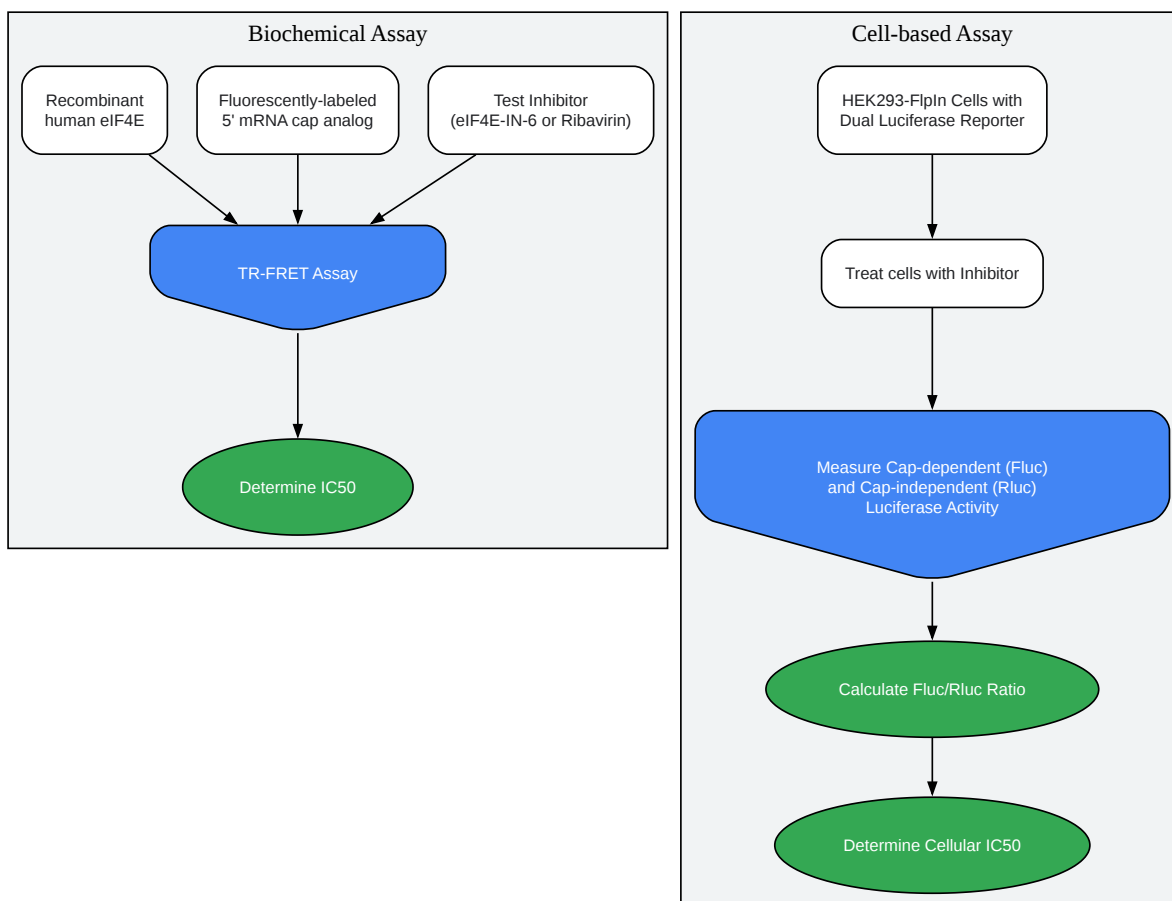 Biochemical Assay
Recombinant
human eIF4E
Fluorescently-labeled
5' mRNA cap analog
Test Inhibitor
(eIF4E-IN-6 or Ribavirin)
TR-FRET Assay
Determine IC50
Cell-based Assay
HEK293-FlpIn Cells with
Dual Luciferase Reporter
Treat cells with Inhibitor
Measure Cap-dependent (Fluc)
and Cap-independent (Rluc)
Luciferase Activity
Calculate Fluc/Rluc Ratio
Determine Cellular IC50